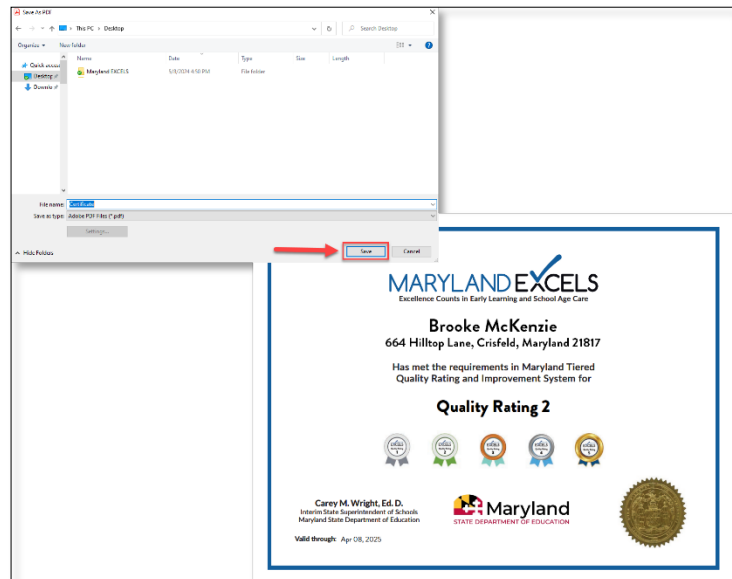 Save As PDF
This PC > Desktop
Search Desktop
Organize
New folder
Quick access
Desktop
Downlo
Name
Date
Type
Size
Length
Maryland EXCELS
File folder
File name:
Certificate
Save as type:
Adobe PDF Files (*.pdf)
Settings...
Hide Folders
Save
Cancel
MARYLAND EXCELS
Excellence Counts in Early Learning and School Age Care
Brooke McKenzie
664 Hilltop Lane, Crisfeld, Maryland 21817
Has met the requirements in Maryland Tiered
Quality Rating and Improvement System for
Quality Rating 2
Carey M. Wright, Ed. D.
Interim State Superintendent of Schools
Maryland State Department of Education
Maryland
STATE DEPARTMENT OF EDUCATION
Valid through: Apr 08, 2025